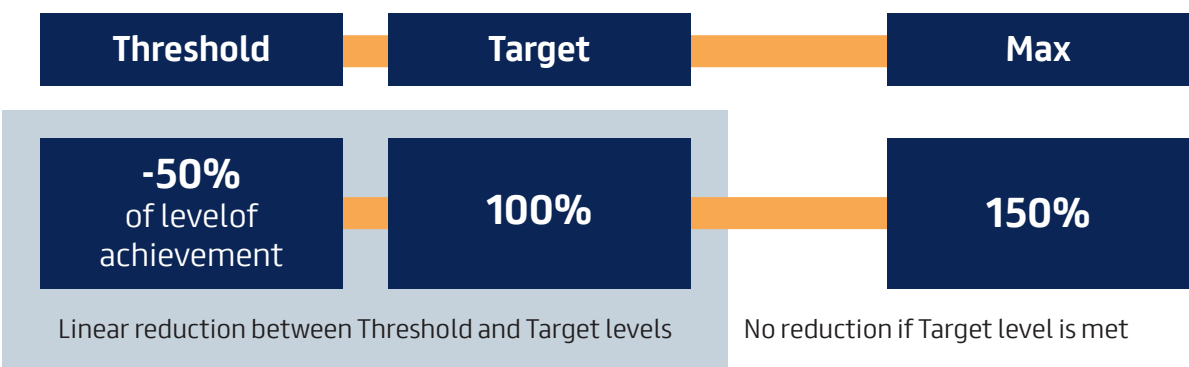 Threshold
Target
Max
-50%
of levelof
achievement
100%
150%
Linear reduction between Threshold and Target levels
No reduction if Target level is met